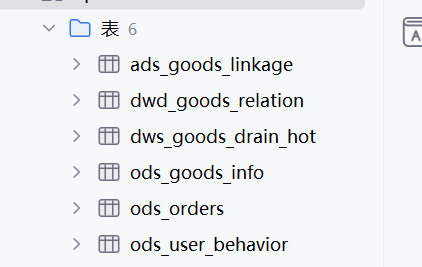 表 6
ads_goods_linkage
dwd_goods_relation
dws_goods_drain_hot
ods_goods_info
ods_orders
ods_user_behavior